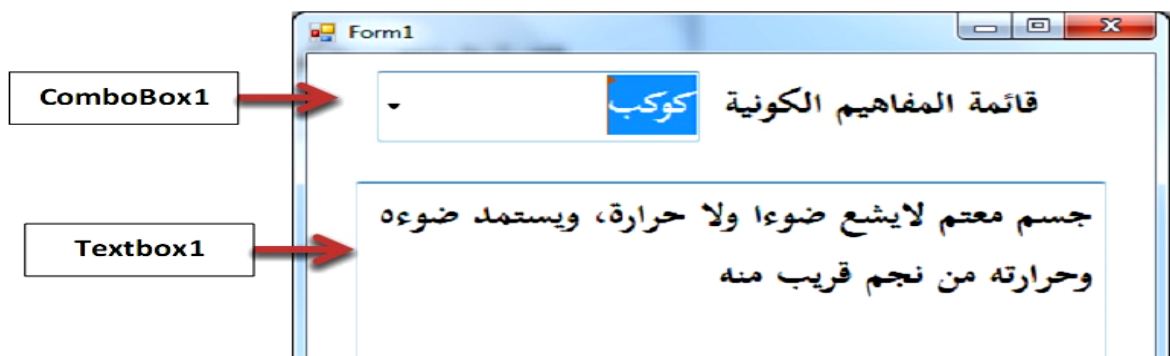 Form1
ComboBox1
قائمة المفاهيم الكونية كوكب
Textbox1
جسم معتم لايشع ضوءا ولا حرارة، ويستمد ضوءه
وحرارته من نجم قريب منه